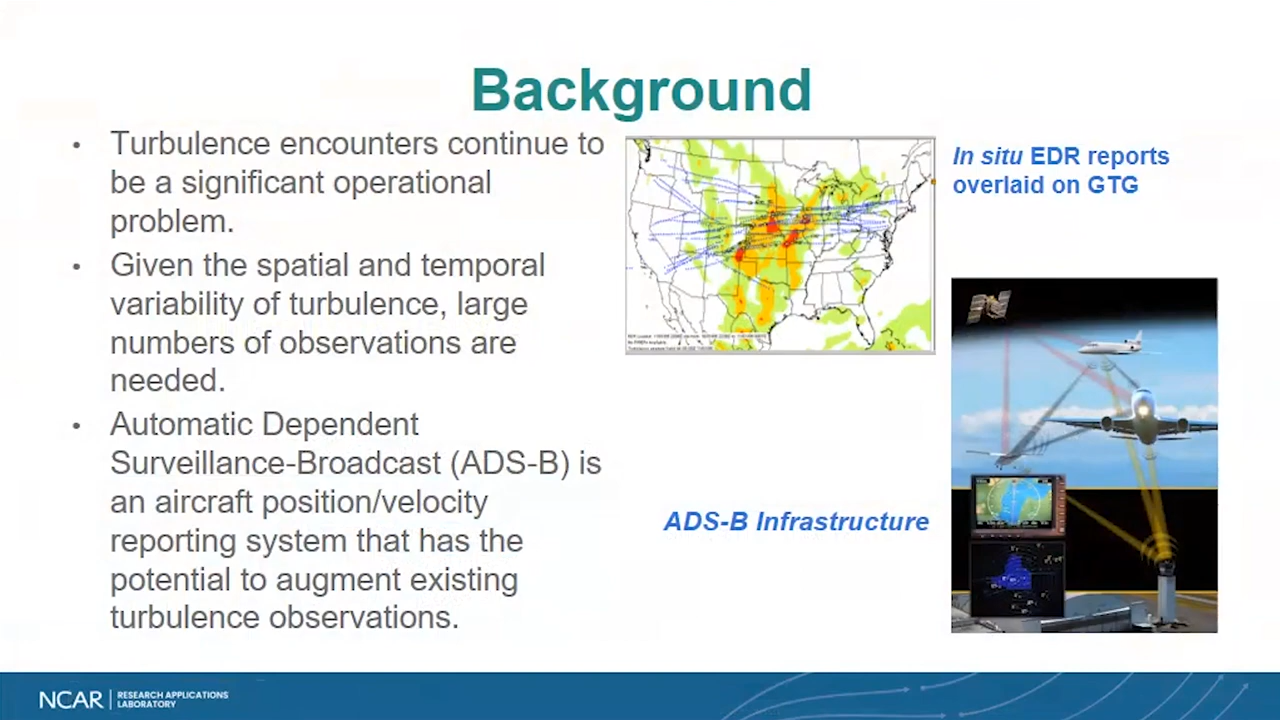 Background
• Turbulence encounters continue to
be a significant operational
problem.
• Given the spatial and temporal
variability of turbulence, large
numbers of observations are
needed.
• Automatic Dependent
Surveillance-Broadcast (ADS-B) is
an aircraft position/velocity
reporting system that has the
potential to augment existing
turbulence observations.
In situ EDR reports
overlaid on GTG
ADS-B Infrastructure
NCAR
RESEARCH APPLICATIONS
LABORATORY